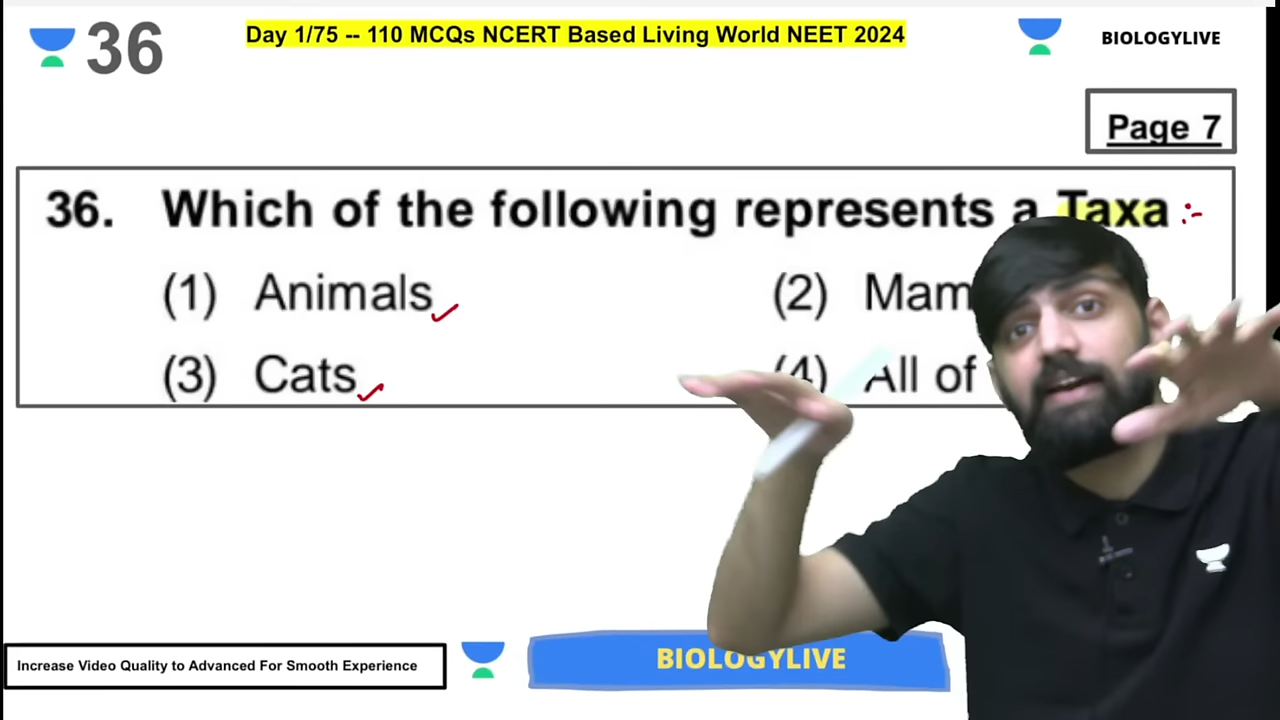 36
Day 1/75 -- 110 MCQs NCERT Based Living World NEET 2024
BIOLOGYLIVE
Page 7
36. Which of the following represents a Taxa :-
(1) Animals
(2)
(3) Cats
(4) All of
Increase Video Quality to Advanced For Smooth Experience
BIOLOGYLIVE